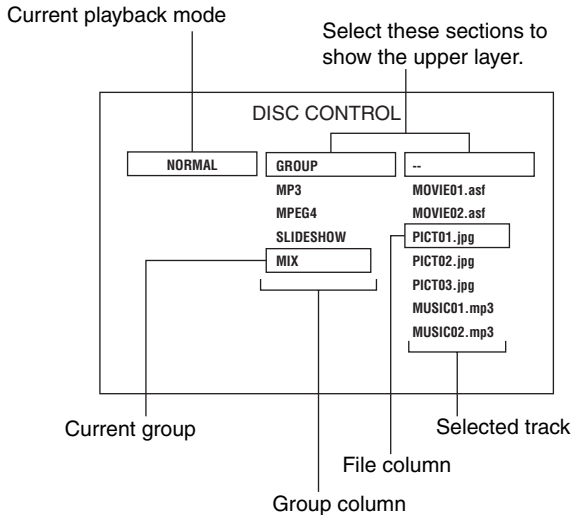 Current playback mode
Select these sections to
show the upper layer.
DISC CONTROL
NORMAL
GROUP
--
MP3
MOVIE01.asf
MPEG4
MOVIE02.asf
SLIDESHOW
PICT01.jpg
MIX
PICT02.jpg
PICT03.jpg
MUSIC01.mp3
MUSIC02.mp3
Current group
Selected track
File column
Group column